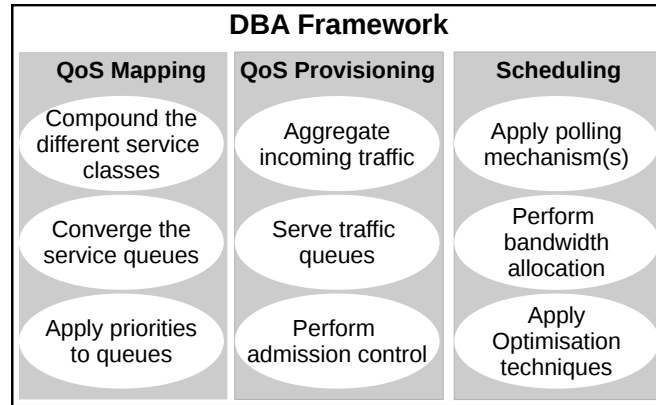 DBA Framework
QoS Mapping
Compound the
different service
classes
Converge the
service queues
Apply priorities
to queues
QoS Provisioning
Aggregate
incoming traffic
Serve traffic
queues
Perform
admission control
Scheduling
Apply polling
mechanism(s)
Perform
bandwidth
allocation
Apply
Optimisation
techniques